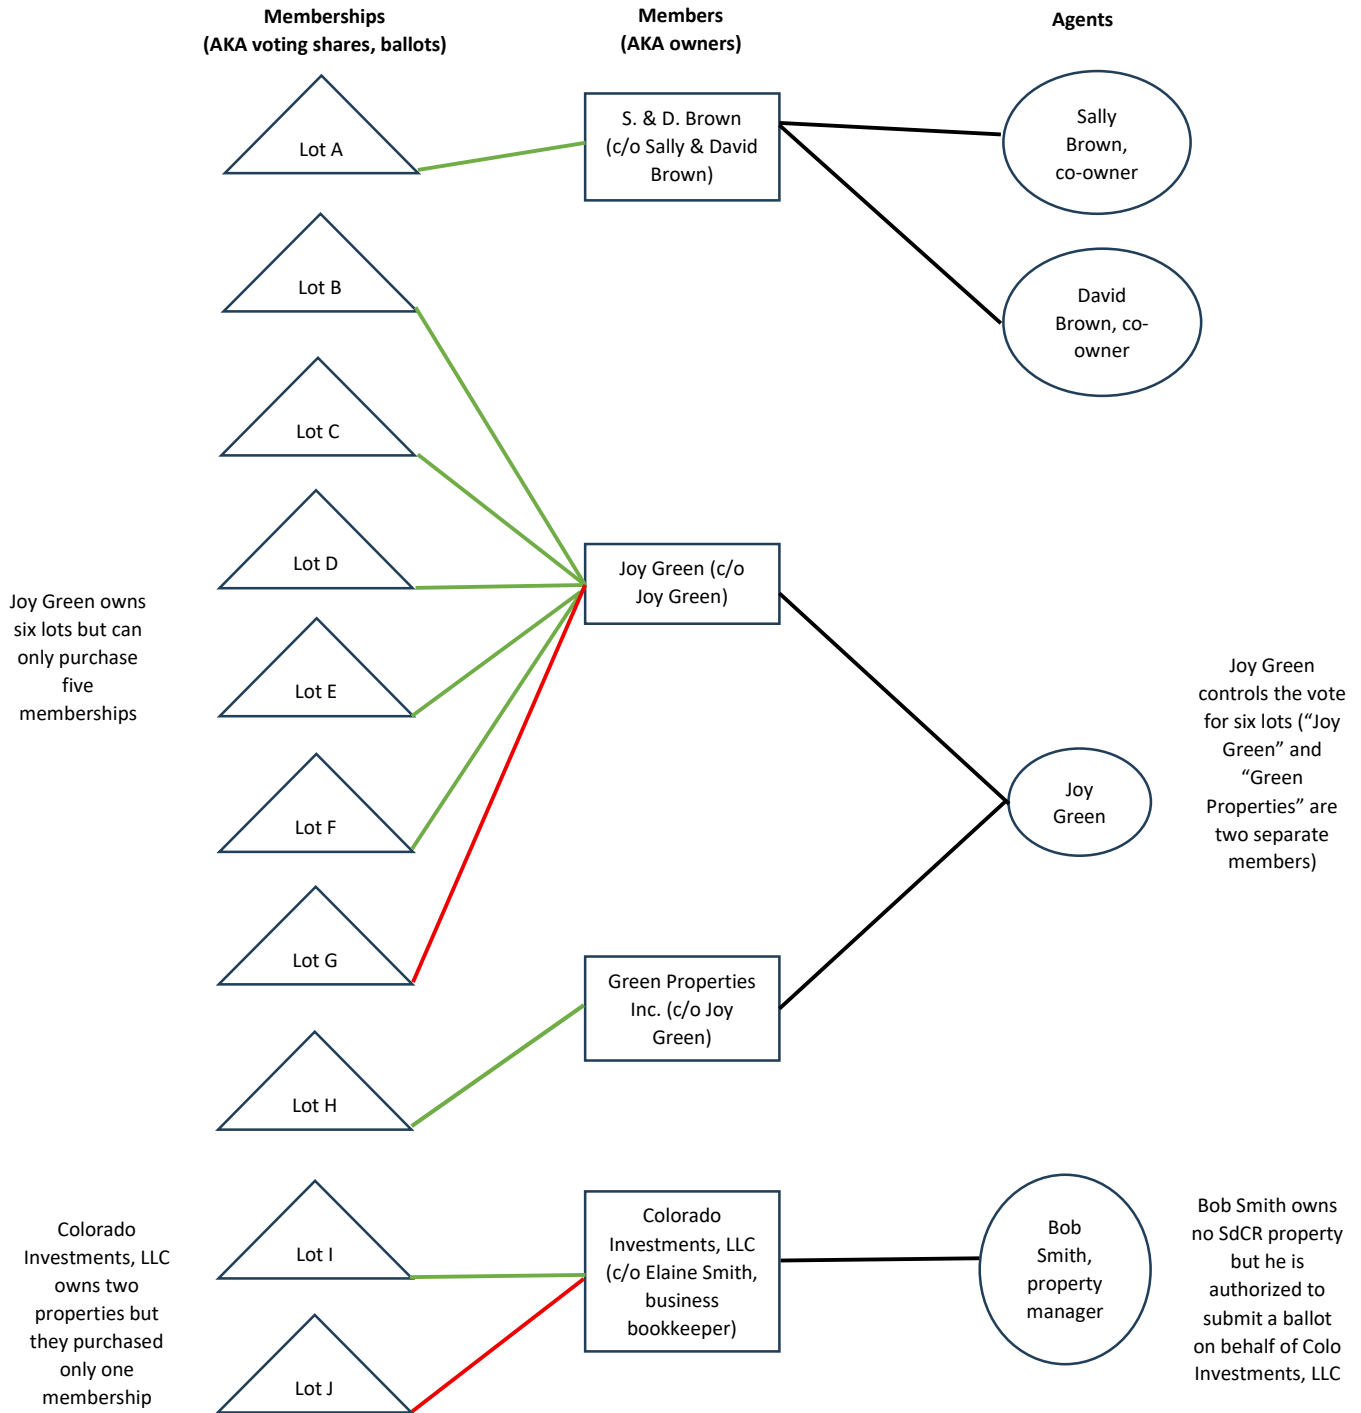 Memberships
(AKA voting shares, ballots)
Members
(AKA owners)
Agents
Lot A
S. & D. Brown
(c/o Sally & David
Brown)
Sally
Brown,
co-owner
Lot B
David
Brown, co-
owner
Lot C
Lot D
Joy Green (c/o
Joy Green)
Joy Green owns
six lots but can
only purchase
five
memberships
Lot E
Joy Green
controls the vote
for six lots (“Joy
Green” and
“Green
Properties” are
two separate
members)
Joy
Green
Lot F
Lot G
Green Properties
Inc. (c/o Joy
Green)
Lot H
Lot I
Colorado
Investments, LLC
(c/o Elaine Smith,
business
bookkeeper)
Bob
Smith,
property
manager
Bob Smith owns
no SdCR property
but he is
authorized to
submit a ballot
on behalf of Colo
Investments, LLC
Colorado
Investments, LLC
owns two
properties but
they purchased
only one
membership
Lot J